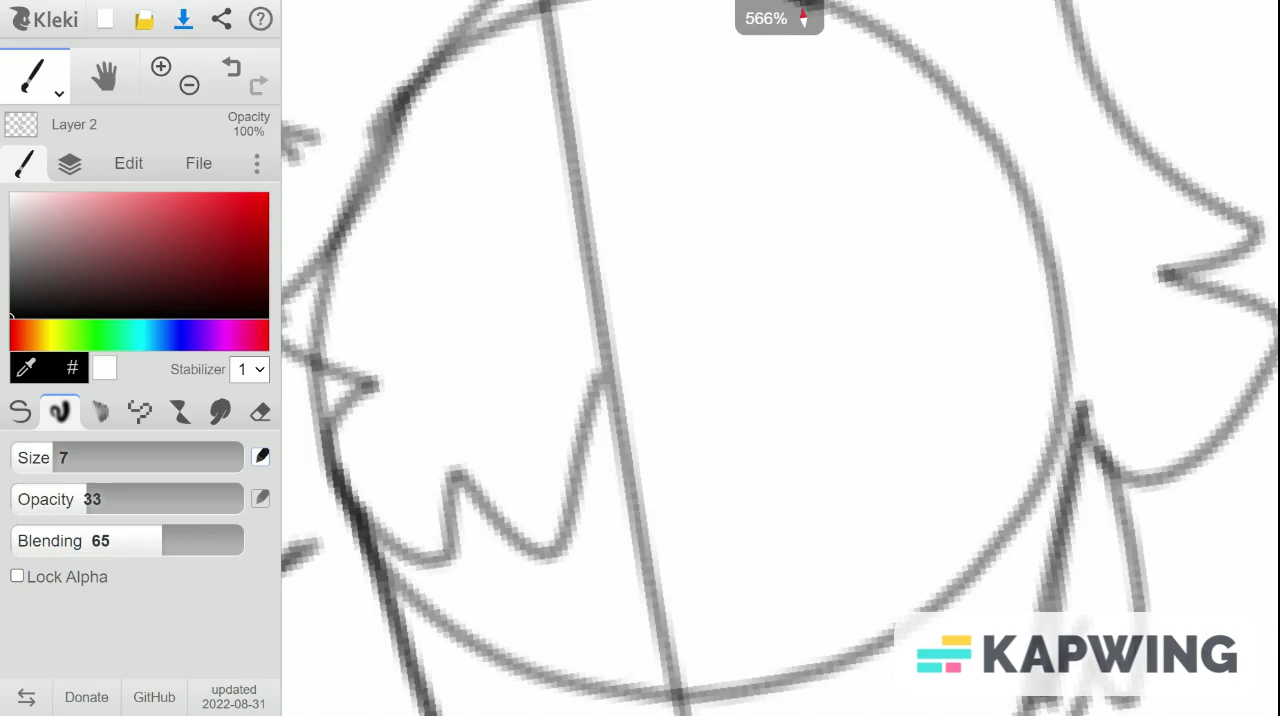 Kleki
566%
Layer 2
Opacity
100%
Edit File
#
Stabilizer 1
Size 7
Opacity 33
Blending 65
Lock Alpha
KAPWING
Donate GitHub updated
2022-08-31